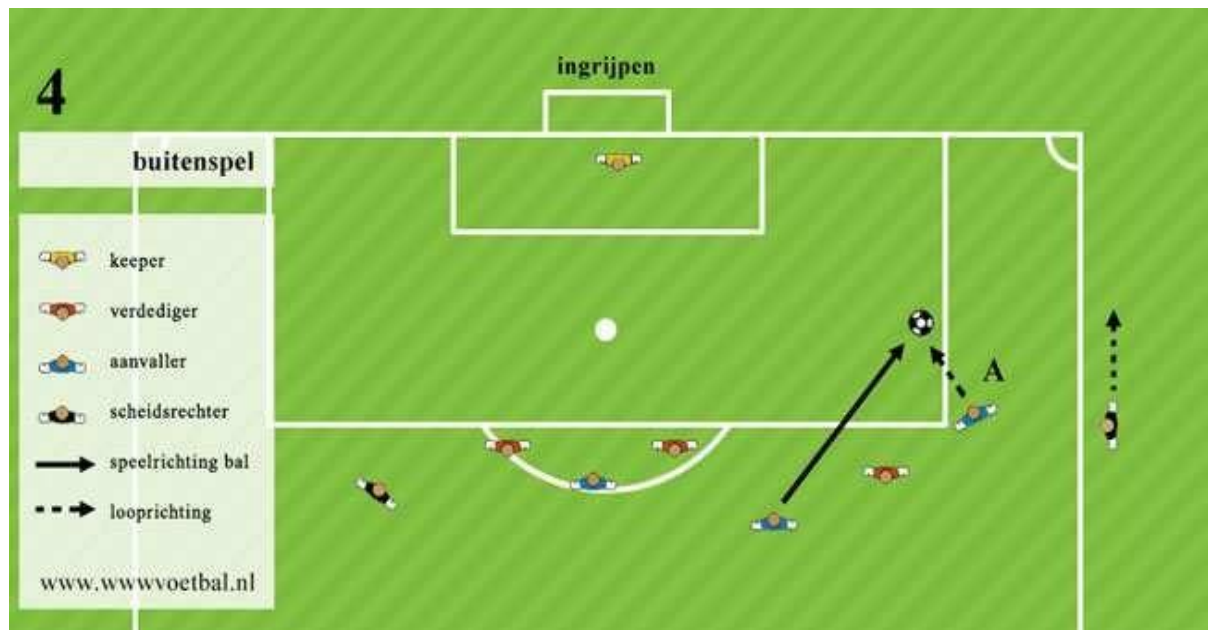 4
ingrijpen
buitenspel
keeper
verdediger
aanvaller
scheidsrechter
speelrichting bal
looprichting
www.wwwvoetbal.nl
A